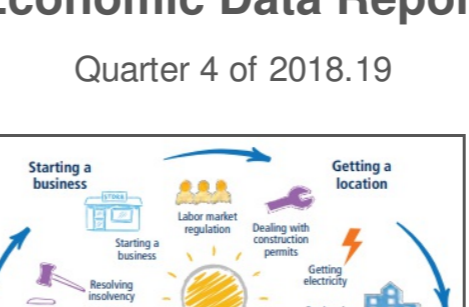 Economic Data Repor
Quarter 4 of 2018.19
Starting a
business
Getting a
location
STORE
Labor market
regulation
Dealing with
construction
permits
Starting a
business
Getting
electricity
Resolving
insolvency